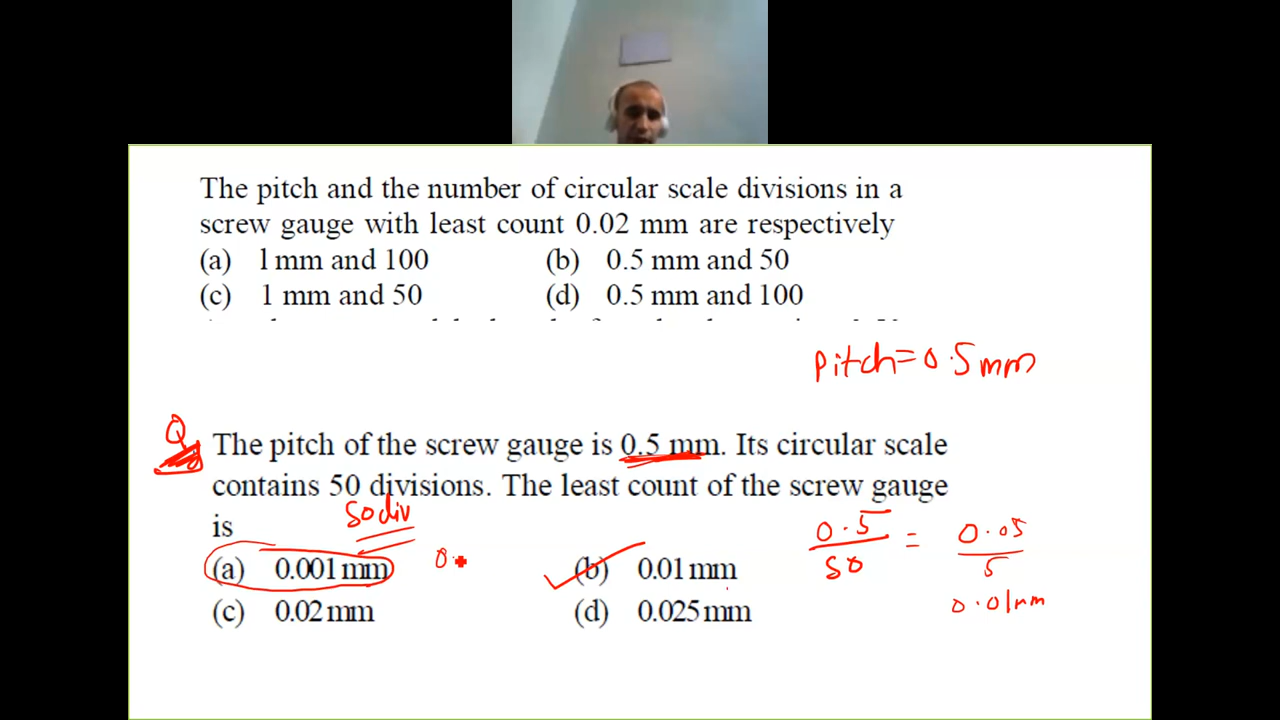 The pitch and the number of circular scale divisions in a
screw gauge with least count 0.02 mm are respectively
(a) 1 mm and 100 (b) 0.5 mm and 50
(c) 1 mm and 50 (d) 0.5 mm and 100
Pitch = 0.5 mm
Q
The pitch of the screw gauge is 0.5 mm. Its circular scale
contains 50 divisions. The least count of the screw gauge
is
50 div
0.5/50 = 0.05/5
(a) 0.001 mm 0. (b) 0.01 mm
0.01 mm
(c) 0.02 mm (d) 0.025 mm